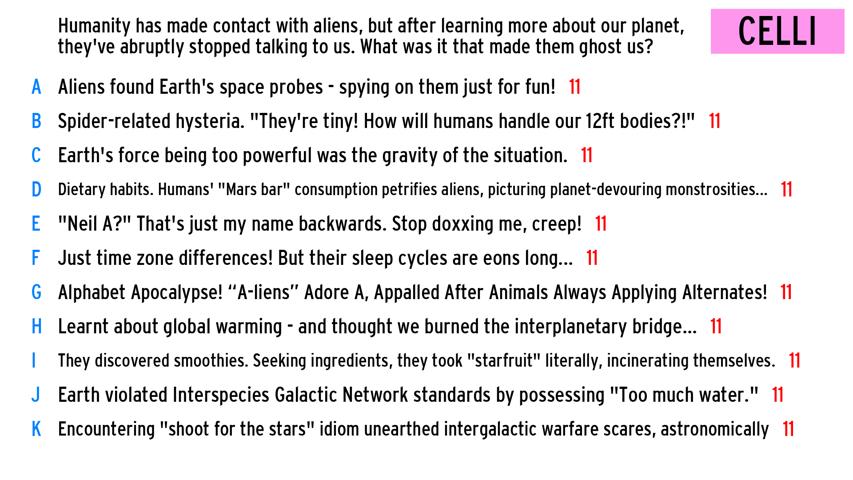 Humanity has made contact with aliens, but after learning more about our planet,
they've abruptly stopped talking to us. What was it that made them ghost us?
CELLI
A Aliens found Earth's space probes - spying on them just for fun! 11
B Spider-related hysteria. "They're tiny! How will humans handle our 12ft bodies?!" 11
C Earth's force being too powerful was the gravity of the situation. 11
D Dietary habits. Humans' "Mars bar" consumption petrifies aliens, picturing planet-devouring monstrosities... 11
E "Neil A?" That's just my name backwards. Stop doxxing me, creep! 11
F Just time zone differences! But their sleep cycles are eons long... 11
G Alphabet Apocalypse! “A-liens” Adore A, Appalled After Animals Always Applying Alternates! 11
H Learnt about global warming - and thought we burned the interplanetary bridge... 11
I They discovered smoothies. Seeking ingredients, they took "starfruit" literally, incinerating themselves. 11
J Earth violated Interspecies Galactic Network standards by possessing "Too much water." 11
K Encountering "shoot for the stars" idiom unearthed intergalactic warfare scares, astronomically 11